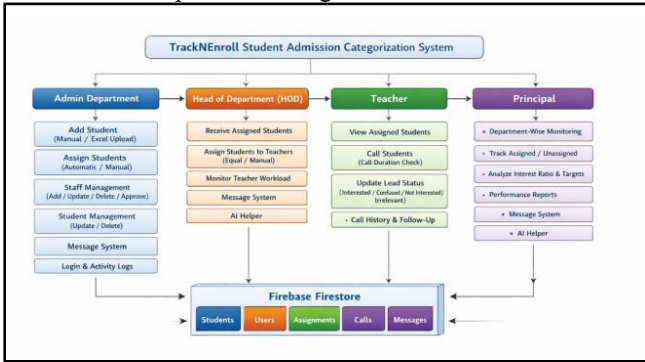 TrackNEnroll Student Admission Categorization System
Admin Department
Add Student
(Manual / Excel Upload)
Assign Students
(Automatic / Manual)
Staff Management
(Add / Update / Delete / Approve)
Student Management
(Update / Delete)
Message System
Login & Activity Logs
Head of Department (HOD)
Receive Assigned Students
Assign Students to Teachers
(Equal / Manual)
Monitor Teacher Workload
Message System
AI Helper
Teacher
View Assigned Students
Call Students
(Call Duration Check)
Update Lead Status
(Interested / Confused / Not Interested)
Irrelevant)
• Call History & Follow-Up
Principal
• Department-Wise Monitoring
• Track Assigned / Unassigned
• Analyze Interest Ratio & Targets
• Performance Reports
• Message System
• AI Helper
Firebase Firestore
Students
Users
Assignments
Calls
Messages